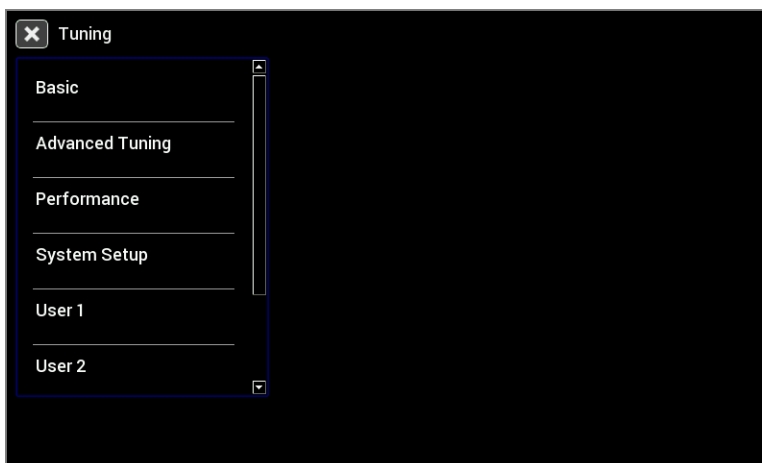 Tuning
Basic
Advanced Tuning
Performance
System Setup
User 1
User 2